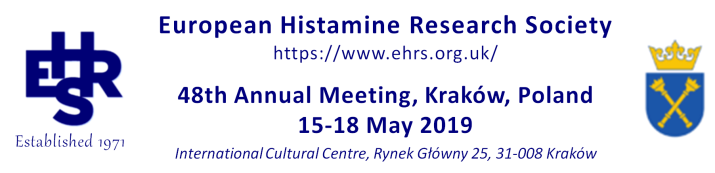 EHRS
Established 1971
European Histamine Research Society
https://www.ehrs.org.uk/
48th Annual Meeting, Kraków, Poland
15-18 May 2019
International Cultural Centre, Rynek Główny 25, 31-008 Kraków